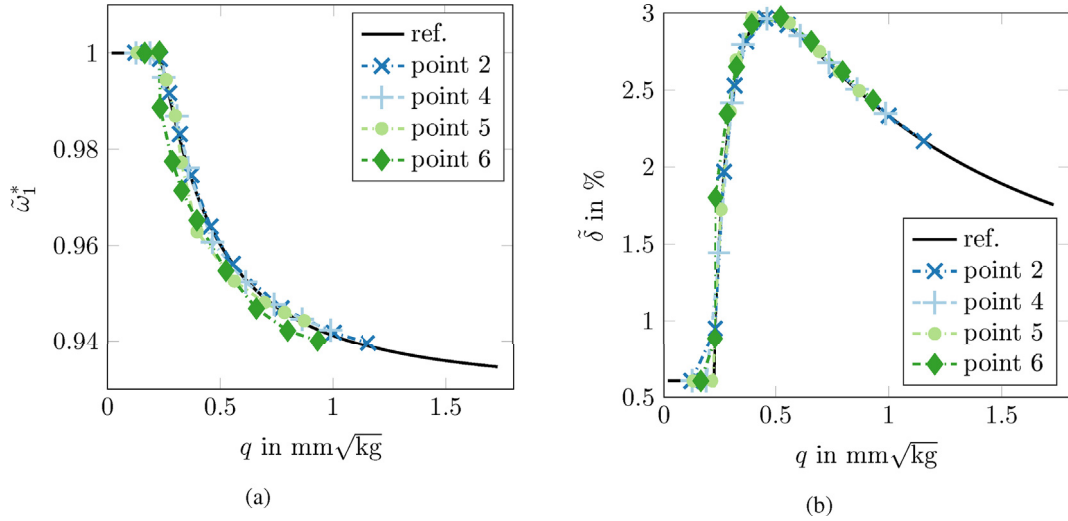 ref.
point 2
point 4
point 5
point 6
1
0.98
0.96
0.94
0
0.5
1
1.5
ω̃₁*
q in mm√kg
(a)
3
2.5
2
1.5
1
0.5
0
0.5
1
1.5
δ̃ in %
ref.
point 2
point 4
point 5
point 6
q in mm√kg
(b)